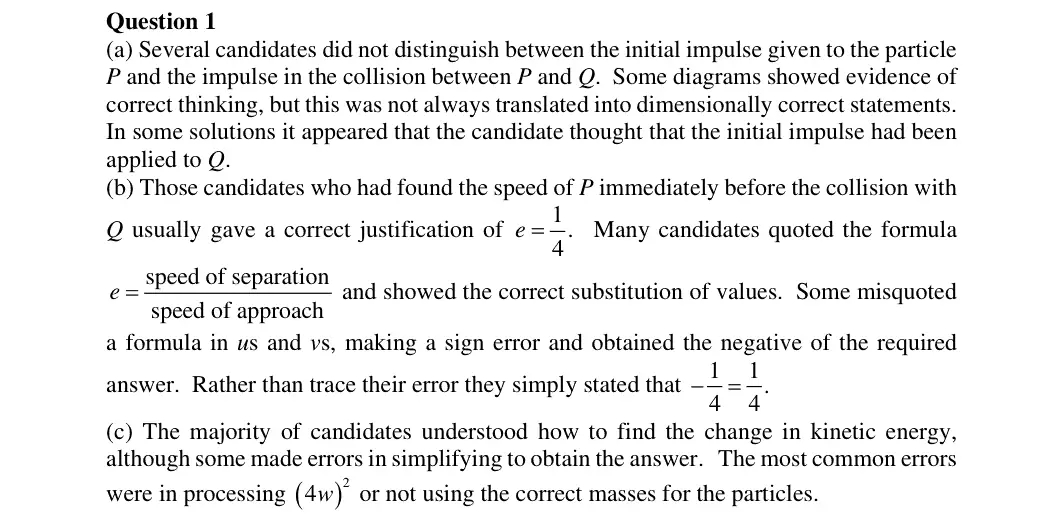 Question 1
(a) Several candidates did not distinguish between the initial impulse given to the particle
P and the impulse in the collision between P and Q. Some diagrams showed evidence of
correct thinking, but this was not always translated into dimensionally correct statements.
In some solutions it appeared that the candidate thought that the initial impulse had been
applied to Q.
(b) Those candidates who had found the speed of P immediately before the collision with
Q usually gave a correct justification of e = 1/4. Many candidates quoted the formula
e = speed of separation / speed of approach and showed the correct substitution of values. Some misquoted
a formula in us and vs, making a sign error and obtained the negative of the required
answer. Rather than trace their error they simply stated that −1/4 = 1/4.
(c) The majority of candidates understood how to find the change in kinetic energy,
although some made errors in simplifying to obtain the answer. The most common errors
were in processing (4w)² or not using the correct masses for the particles.